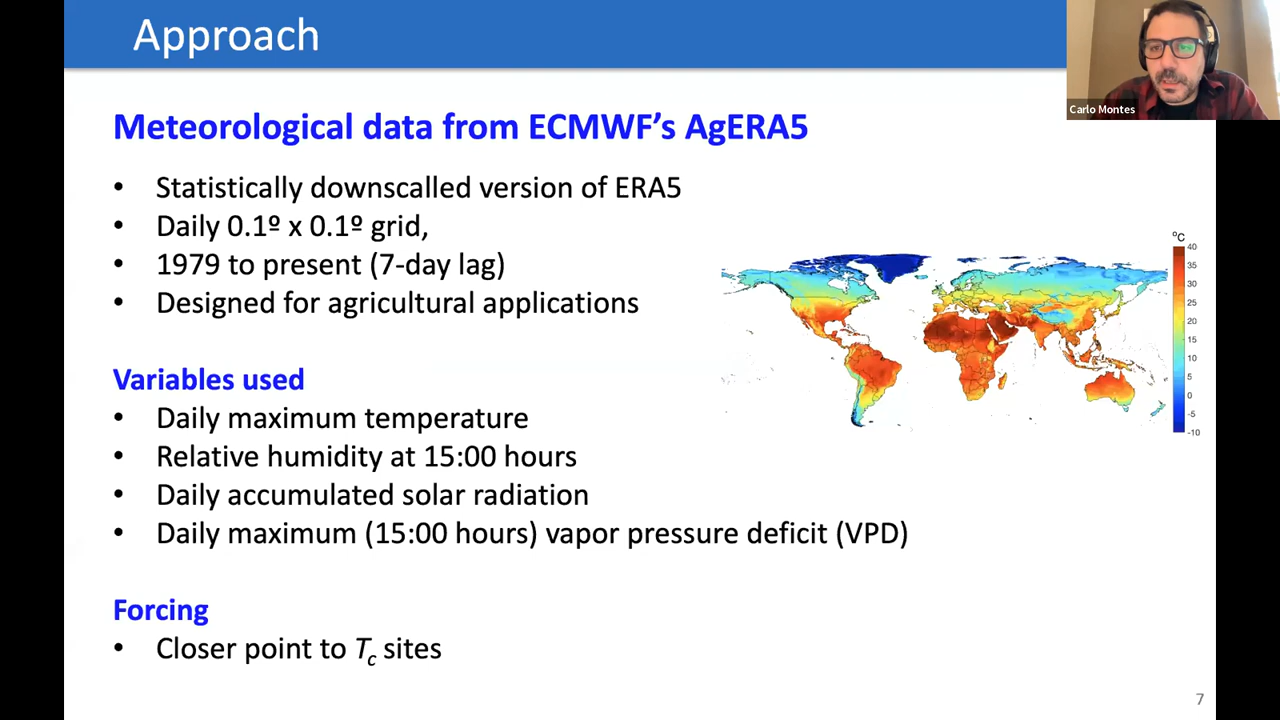 Approach
Carlo Montes
Meteorological data from ECMWF's AgERA5
• Statistically downscalled version of ERA5
• Daily 0.1º x 0.1º grid,
• 1979 to present (7-day lag)
• Designed for agricultural applications
ºC
40
35
30
25
20
15
10
5
0
-5
-10
Variables used
• Daily maximum temperature
• Relative humidity at 15:00 hours
• Daily accumulated solar radiation
• Daily maximum (15:00 hours) vapor pressure deficit (VPD)
Forcing
• Closer point to Tc sites
7